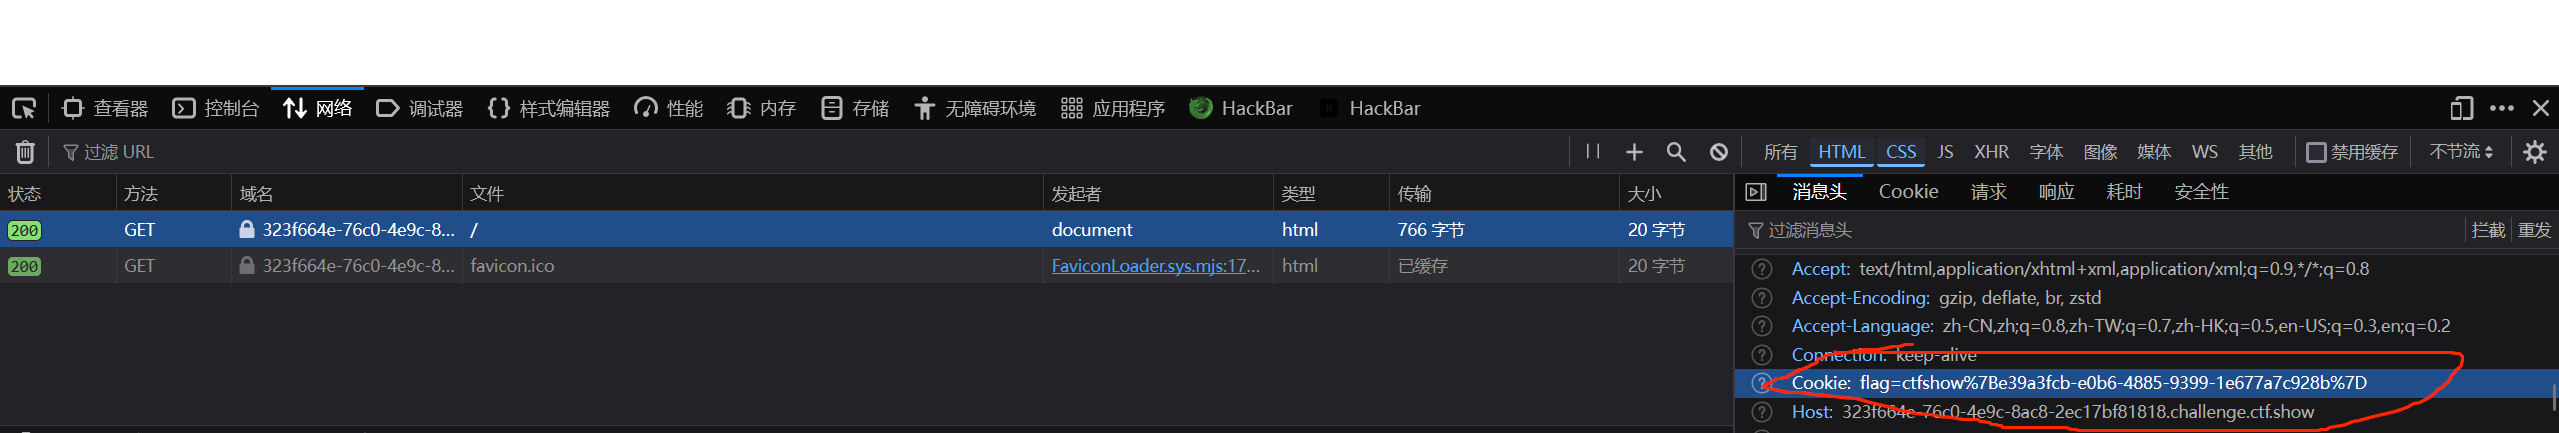 查看器 控制台 网络 调试器 样式编辑器 性能 内存 存储 无障碍环境 应用程序 HackBar HackBar
过滤 URL 所有 HTML CSS JS XHR 字体 图像 媒体 WS 其他 禁用缓存 不节流
状态 方法 域名 文件 发起者 类型 传输 大小
200 GET 323f664e-76c0-4e9c-8... / document html 766 字节 20 字节
200 GET 323f664e-76c0-4e9c-8... favicon.ico FaviconLoader.sys.mjs:17... html 已缓存 20 字节
消息头 Cookie 请求 响应 耗时 安全性
过滤消息头 拦截 重发
Accept: text/html,application/xhtml+xml,application/xml;q=0.9,*/*;q=0.8
Accept-Encoding: gzip, deflate, br, zstd
Accept-Language: zh-CN,zh;q=0.8,zh-TW;q=0.7,zh-HK;q=0.5,en-US;q=0.3,en;q=0.2
Connection: keep-alive
Cookie: flag=ctfshow%7Be39a3fcb-e0b6-4885-9399-1e677a7c928b%7D
Host: 323f664e-76c0-4e9c-8ac8-2ec17bf81818.challenge.ctf.show